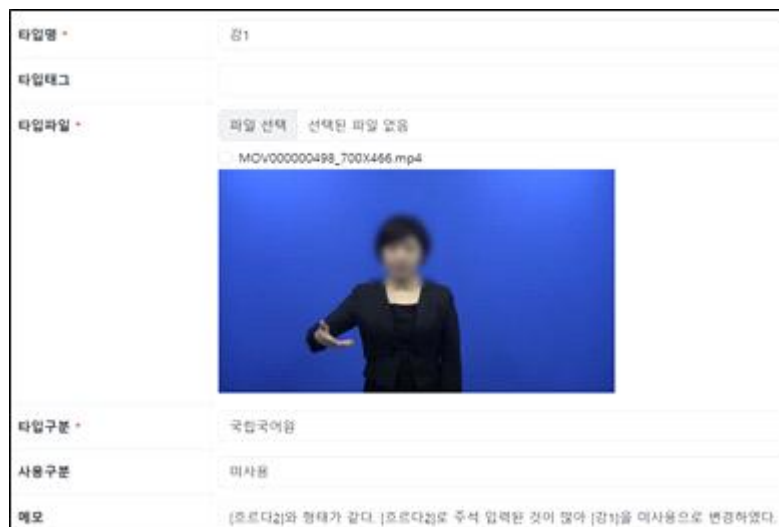 타입명 * 강1
타입태그
타입파일 * 파일 선택 선택된 파일 없음
MOV000000498_700X466.mp4
타입구분 * 국립국어원
사용구분 미사용
메모 [흐르다2]와 형태가 같다. [흐르다2]로 주석 입력된 것이 많아 [강1]을 미사용으로 변경하였다.